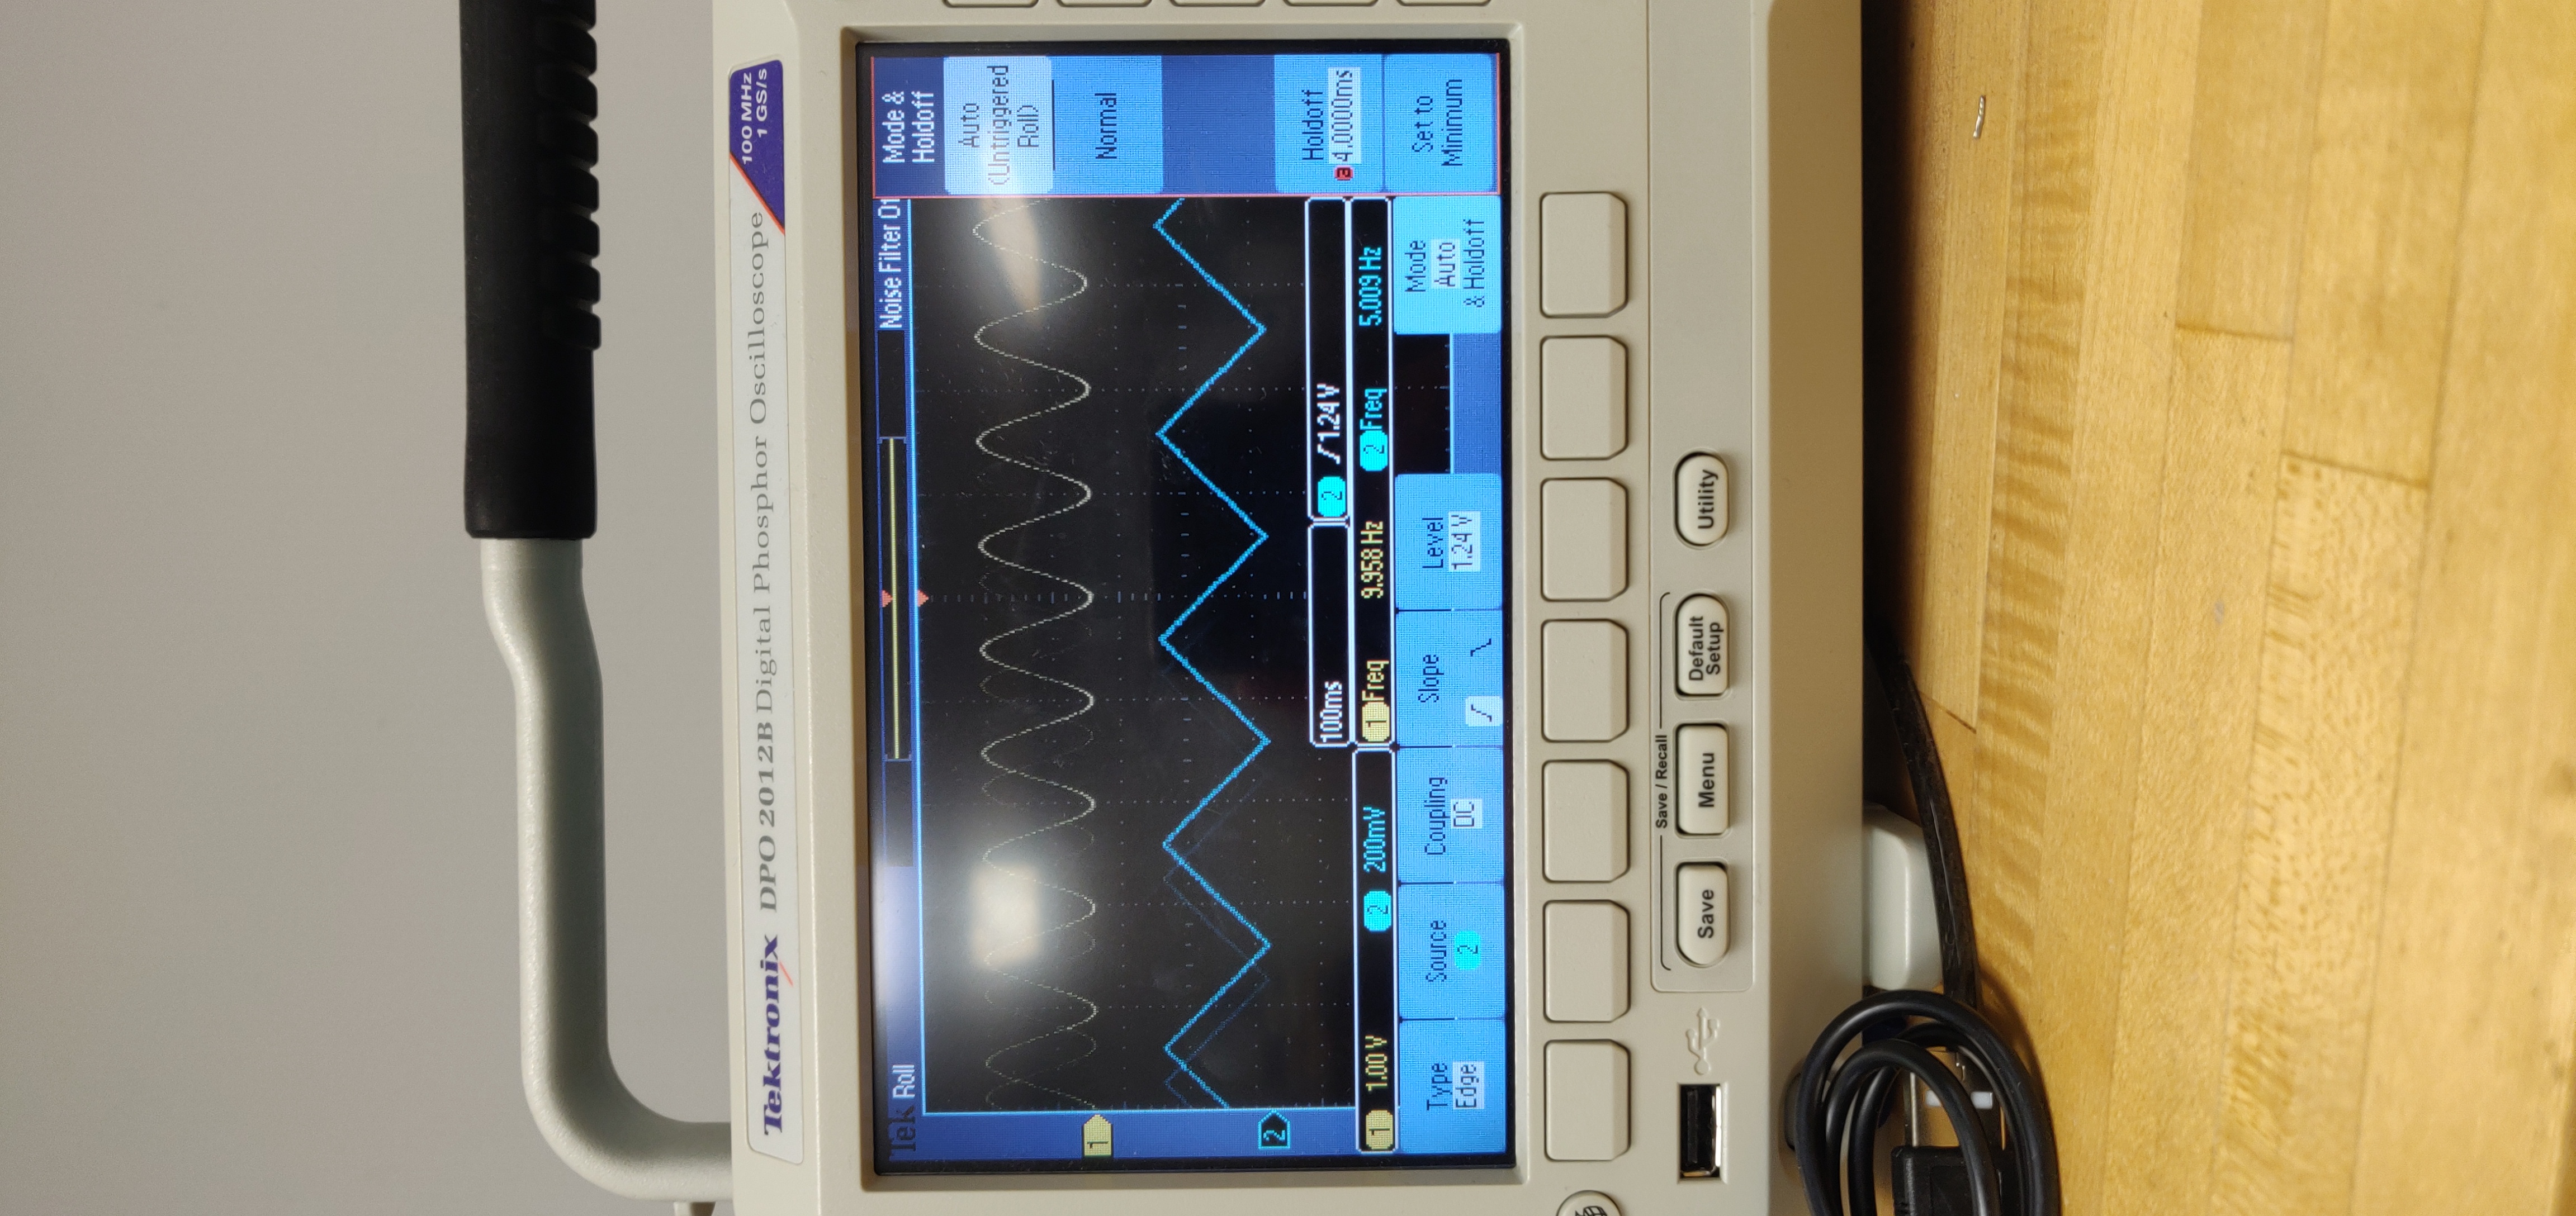 Tektronix DPO 2012B Digital Phosphor Oscilloscope
100 MHz
1 GS/s
Tek Roll
Noise Filter Of
Mode &
Holdoff
Auto
(Untriggered
Roll)
1
Normal
2
Holdoff
a 4.0000ms
100ms
2 1.24 V
1 1.00 V
2 200mV
1 Freq 9.958 Hz
2 Freq 5.009 Hz
Type
Edge
Source
2
Coupling
DC
Slope
Level
1.24 V
Mode
Auto
& Holdoff
Set to
Minimum
Save / Recall
Save
Menu
Default
Setup
Utility